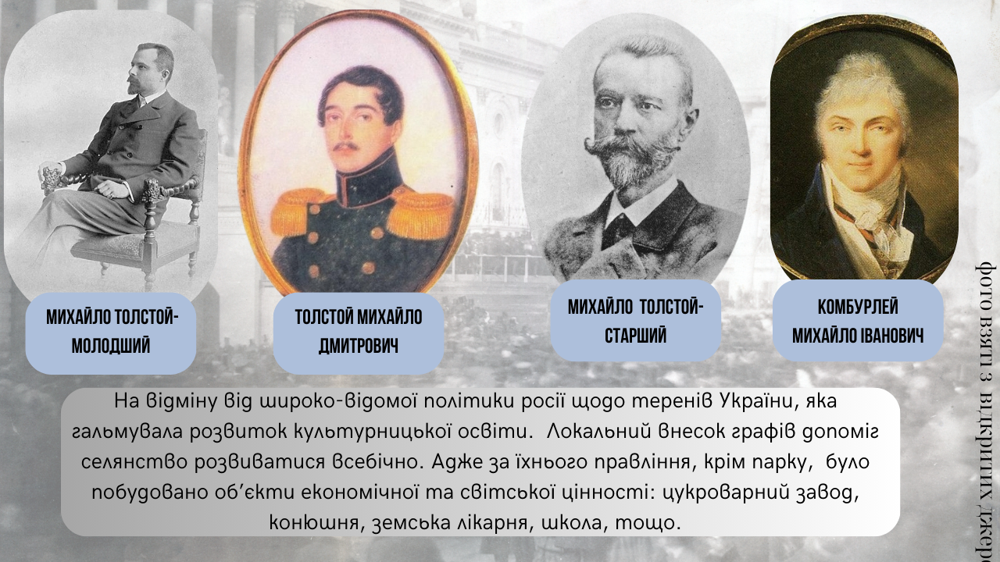 МИХАЙЛО ТОЛСТОЙ-
МОЛОДШИЙ
ТОЛСТОЙ МИХАЙЛО
ДМИТРОВИЧ
МИХАЙЛО ТОЛСТОЙ-
СТАРШИЙ
КОМБУРЛЕЙ
МИХАЙЛО ІВАНОВИЧ
На відміну від широко-відомої політики росії щодо теренів України, яка
гальмувала розвиток культурницької освіти. Локальний внесок графів допоміг
селянство розвиватися всебічно. Адже за їхнього правління, крім парку, було
побудовано об’єкти економічної та світської цінності: цукроварний завод,
конюшня, земська лікарня, школа, тощо.
фото взяті з відкритих